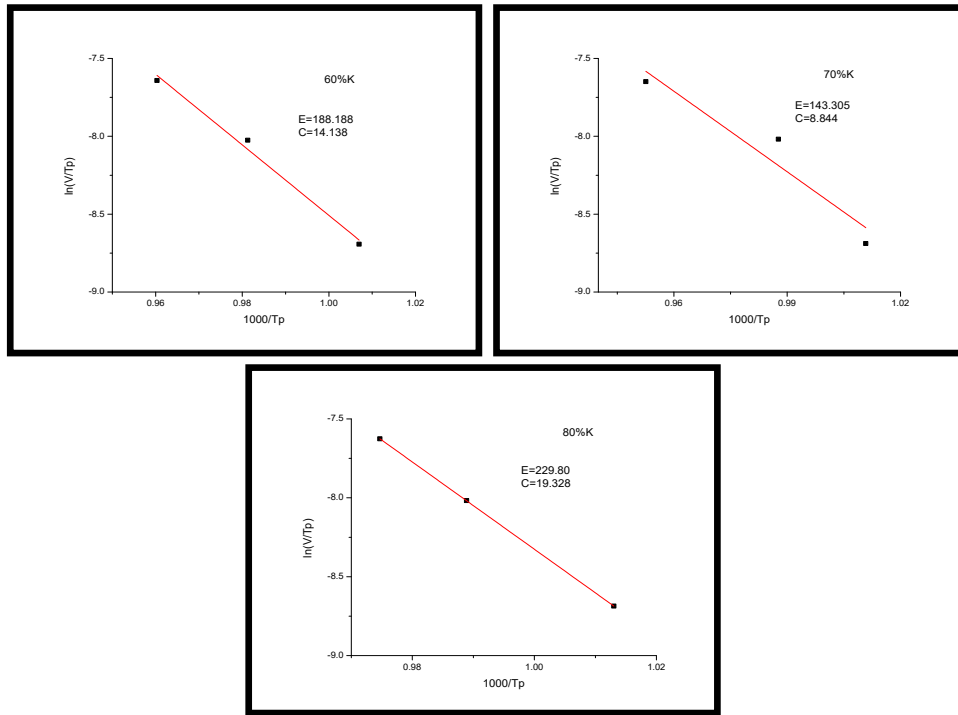 -7.5
60%K
E=188.188
C=14.138
-8.0
ln(V/Tp)
-8.5
-9.0
0.96 0.98 1.00 1.02
1000/Tp
-7.5
70%K
E=143.305
C=8.844
-8.0
ln(V/Tp)
-8.5
-9.0
0.96 0.99 1.02
1000/Tp
-7.5
80%K
E=229.80
C=19.328
-8.0
ln(V/Tp)
-8.5
-9.0
0.98 1.00 1.02
1000/Tp